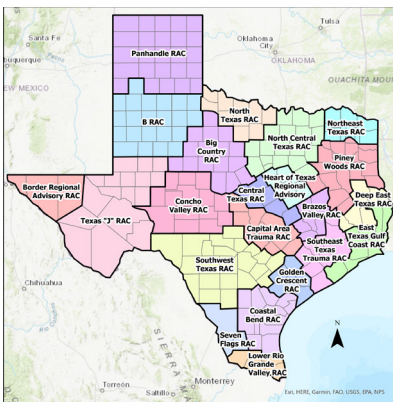 Santa Fe
Tulsa
Oklahoma
City
OKLAHOMA
buquerque
EW MEXICO
OUACHITA MOU
Panhandle RAC
B RAC
North
Texas RAC
North Central
Texas RAC
Northeast
Texas RAC
Big
Country
RAC
Piney
Woods RAC
Heart of Texas
Regional
Advisory
Border Regional
Advisory RAC
Texas "J" RAC
Concho
Valley RAC
Central
Texas RAC
Deep East
Texas RAC
Brazos
Valley RAC
Capital Area
Trauma RAC
East
Texas Gulf
Coast RAC
Southeast
Texas
Trauma RAC
Southwest
Texas RAC
Golden
Crescent
RAC
Chihuahua
Coastal
Bend RAC
Seven
Flags RAC
Lower Rio
Grande
Valley RAC
SIERRA
MA
N
Torreón
Saltillo
Monterrey
Esri, HERE, Garmin, FAO, USGS, EPA, NPS